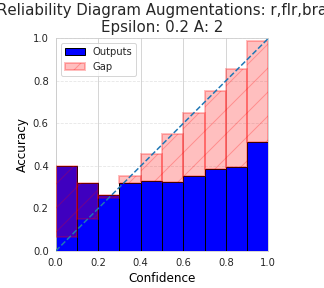 Reliability Diagram Augmentations: r,flr,bra
Epsilon: 0.2 A: 2
1.0
0.8
0.6
0.4
0.2
0.0
Accuracy
Outputs
Gap
0.0 0.2 0.4 0.6 0.8 1.0
Confidence